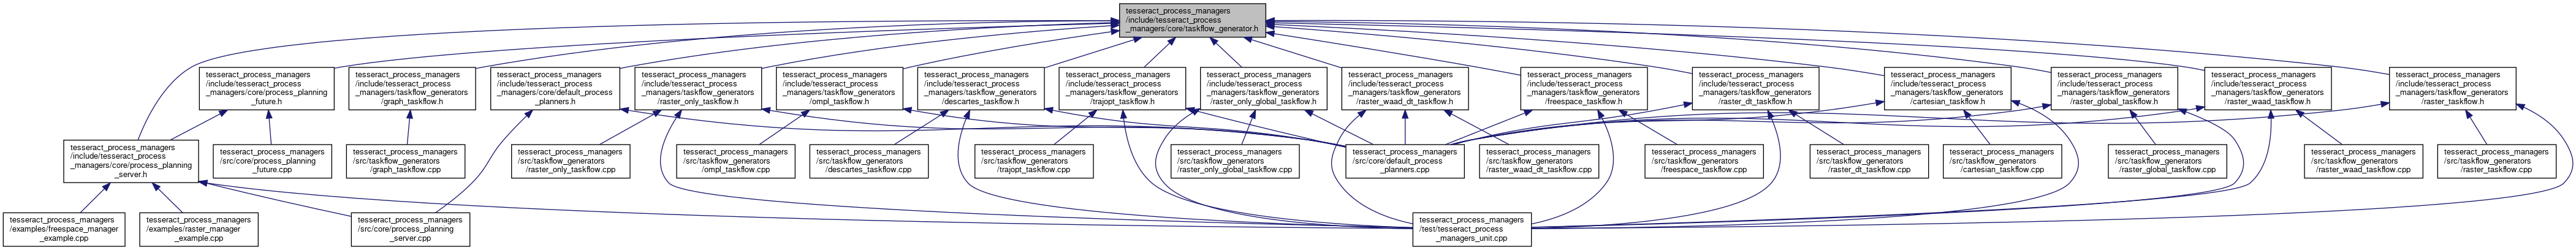 tesseract_process_managers
/include/tesseract_process
_managers/core/taskflow_generator.h
tesseract_process_managers
/include/tesseract_process
_managers/core/process_planning
_future.h
tesseract_process_managers
/include/tesseract_process
_managers/taskflow_generators
/graph_taskflow.h
tesseract_process_managers
/include/tesseract_process
_managers/core/default_process
_planners.h
tesseract_process_managers
/include/tesseract_process
_managers/taskflow_generators
/raster_only_taskflow.h
tesseract_process_managers
/include/tesseract_process
_managers/taskflow_generators
/ompl_taskflow.h
tesseract_process_managers
/include/tesseract_process
_managers/taskflow_generators
/descartes_taskflow.h
tesseract_process_managers
/include/tesseract_process
_managers/taskflow_generators
/trajopt_taskflow.h
tesseract_process_managers
/include/tesseract_process
_managers/taskflow_generators
/raster_only_global_taskflow.h
tesseract_process_managers
/include/tesseract_process
_managers/taskflow_generators
/raster_waad_dt_taskflow.h
tesseract_process_managers
/include/tesseract_process
_managers/taskflow_generators
/freespace_taskflow.h
tesseract_process_managers
/include/tesseract_process
_managers/taskflow_generators
/raster_dt_taskflow.h
tesseract_process_managers
/include/tesseract_process
_managers/taskflow_generators
/cartesian_taskflow.h
tesseract_process_managers
/include/tesseract_process
_managers/taskflow_generators
/raster_global_taskflow.h
tesseract_process_managers
/include/tesseract_process
_managers/taskflow_generators
/raster_waad_taskflow.h
tesseract_process_managers
/include/tesseract_process
_managers/taskflow_generators
/raster_taskflow.h
tesseract_process_managers
/include/tesseract_process
_managers/core/process_planning
_server.h
tesseract_process_managers
/src/core/process_planning
_future.cpp
tesseract_process_managers
/src/taskflow_generators
/graph_taskflow.cpp
tesseract_process_managers
/src/taskflow_generators
/raster_only_taskflow.cpp
tesseract_process_managers
/src/taskflow_generators
/ompl_taskflow.cpp
tesseract_process_managers
/src/taskflow_generators
/descartes_taskflow.cpp
tesseract_process_managers
/src/taskflow_generators
/trajopt_taskflow.cpp
tesseract_process_managers
/src/taskflow_generators
/raster_only_global_taskflow.cpp
tesseract_process_managers
/src/core/default_process
_planners.cpp
tesseract_process_managers
/src/taskflow_generators
/raster_waad_dt_taskflow.cpp
tesseract_process_managers
/src/taskflow_generators
/freespace_taskflow.cpp
tesseract_process_managers
/src/taskflow_generators
/raster_dt_taskflow.cpp
tesseract_process_managers
/src/taskflow_generators
/cartesian_taskflow.cpp
tesseract_process_managers
/src/taskflow_generators
/raster_global_taskflow.cpp
tesseract_process_managers
/src/taskflow_generators
/raster_waad_taskflow.cpp
tesseract_process_managers
/src/taskflow_generators
/raster_taskflow.cpp
tesseract_process_managers
/examples/freespace_manager
_example.cpp
tesseract_process_managers
/examples/raster_manager
_example.cpp
tesseract_process_managers
/src/core/process_planning
_server.cpp
tesseract_process_managers
/test/tesseract_process
_managers_unit.cpp